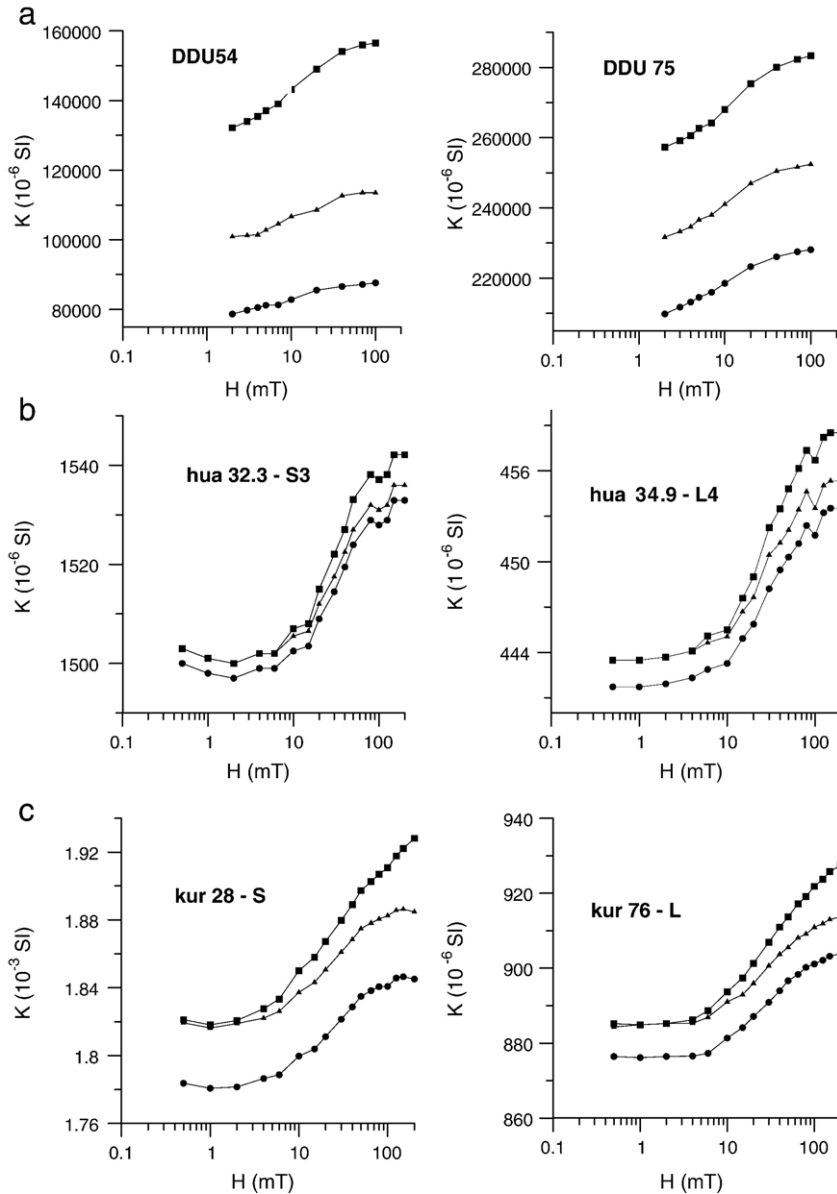 a
DDU54
K (10⁻⁶ SI)
160000
140000
120000
100000
80000
0.1 1 10 100
H (mT)
DDU 75
K (10⁻⁶ SI)
280000
260000
240000
220000
0.1 1 10 100
H (mT)
b
hua 32.3 - S3
K (10⁻⁶ SI)
1540
1520
1500
0.1 1 10 100
H (mT)
hua 34.9 - L4
K (10⁻⁶ SI)
456
450
444
0.1 1 10 100
H (mT)
c
kur 28 - S
K (10⁻³ SI)
1.92
1.88
1.84
1.8
1.76
0.1 1 10 100
H (mT)
kur 76 - L
K (10⁻⁶ SI)
940
920
900
880
860
0.1 1 10 100
H (mT)